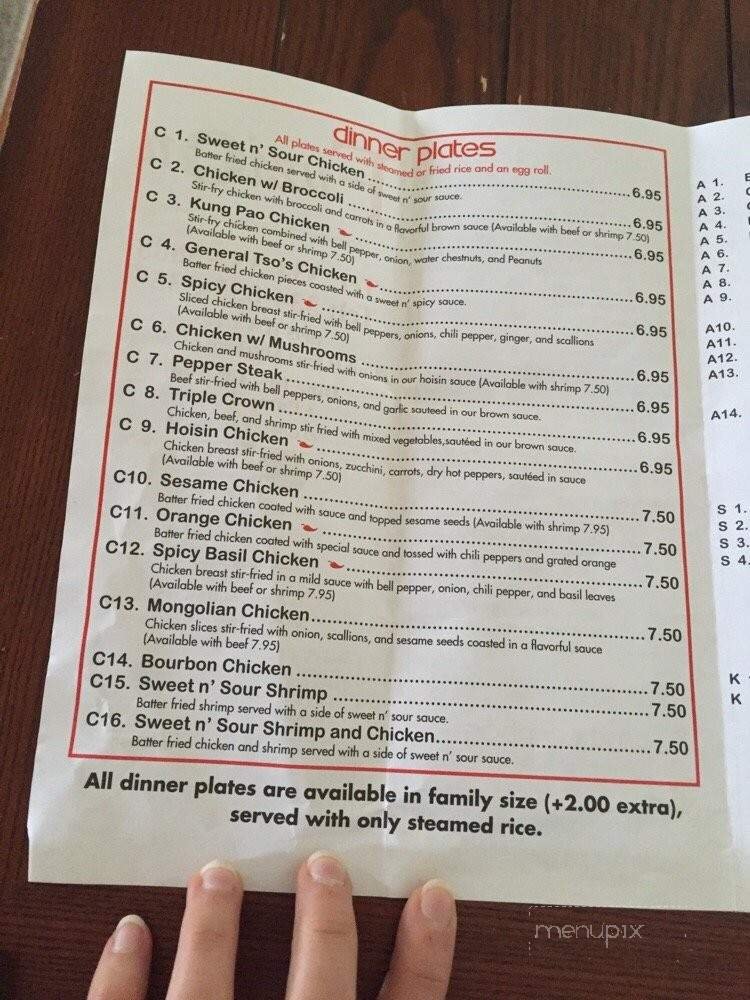 dinner plates
All plates served with steamed or fried rice and an egg roll.
C 1. Sweet n' Sour Chicken 6.95
Batter fried chicken served with a side of sweet n' sour sauce.
C 2. Chicken w/ Broccoli 6.95
Stir-fry chicken with broccoli and carrots in a flavorful brown sauce (Available with beef or shrimp 7.50)
C 3. Kung Pao Chicken 6.95
Stir-fry chicken combined with bell pepper, onion, water chestnuts, and Peanuts
(Available with beef or shrimp 7.50)
C 4. General Tso's Chicken 6.95
Batter fried chicken pieces coasted with a sweet n' spicy sauce.
C 5. Spicy Chicken 6.95
Sliced chicken breast stir-fried with bell peppers, onions, chili pepper, ginger, and scallions
(Available with beef or shrimp 7.50)
C 6. Chicken w/ Mushrooms 6.95
Chicken and mushrooms stir-fried with onions in our hoisin sauce (Available with shrimp 7.50)
C 7. Pepper Steak 6.95
Beef stir-fried with bell peppers, onions, and garlic sauteed in our brown sauce.
C 8. Triple Crown 6.95
Chicken, beef, and shrimp stir fried with mixed vegetables,sautéed in our brown sauce.
C 9. Hoisin Chicken 6.95
Chicken breast stir-fried with onions, zucchini, carrots, dry hot peppers, sautéed in sauce
(Available with beef or shrimp 7.50)
C10. Sesame Chicken 7.50
Batter fried chicken coated with sauce and topped sesame seeds (Available with shrimp 7.95)
C11. Orange Chicken 7.50
Batter fried chicken coated with special sauce and tossed with chili peppers and grated orange
C12. Spicy Basil Chicken 7.50
Chicken breast stir-fried in a mild sauce with bell pepper, onion, chili pepper, and basil leaves
(Available with beef or shrimp 7.95)
C13. Mongolian Chicken 7.50
Chicken slices stir-fried with onion, scallions, and sesame seeds coasted in a flavorful sauce
(Available with beef 7.95)
C14. Bourbon Chicken 7.50
C15. Sweet n' Sour Shrimp 7.50
Batter fried shrimp served with a side of sweet n' sour sauce.
C16. Sweet n' Sour Shrimp and Chicken 7.50
Batter fried chicken and shrimp served with a side of sweet n' sour sauce.
All dinner plates are available in family size (+2.00 extra),
served with only steamed rice.
A 1.
A 2.
A 3.
A 4.
A 5.
A 6.
A 7.
A 8.
A 9.
A10.
A11.
A12.
A13.
A14.
S 1.
S 2.
S 3.
S 4.
K
K
menupix